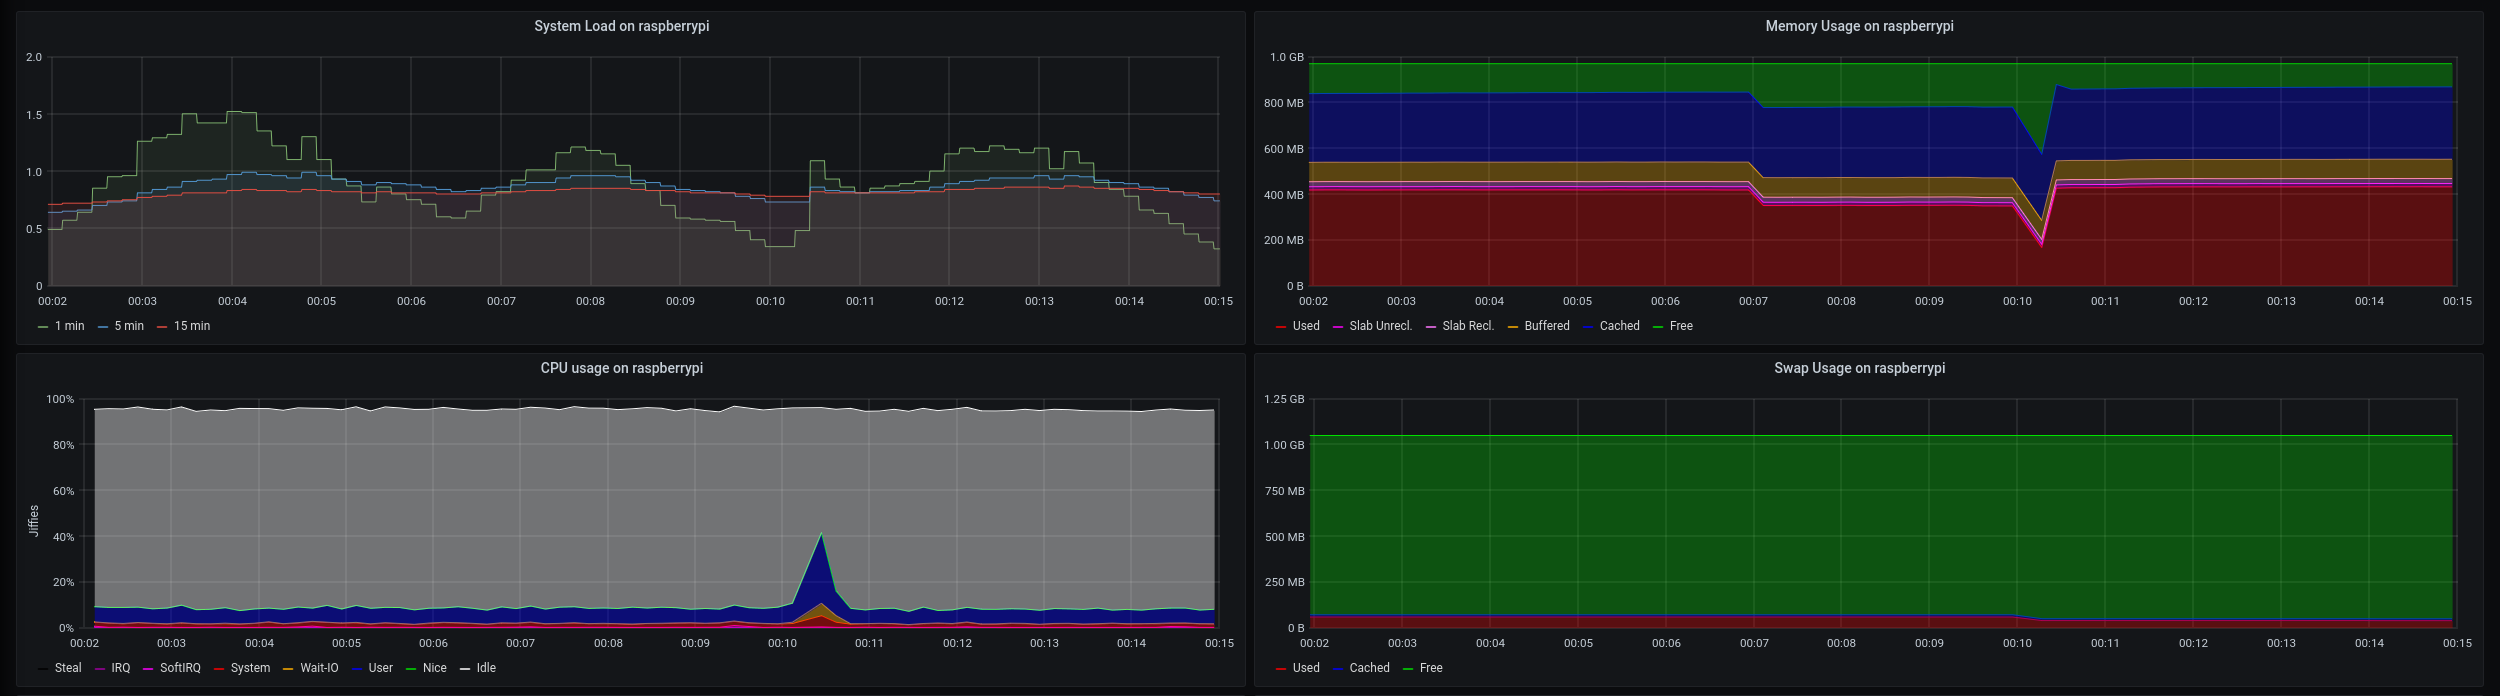 System Load on raspberrypi
2.0
1.5
1.0
0.5
0
00:02 00:03 00:04 00:05 00:06 00:07 00:08 00:09 00:10 00:11 00:12 00:13 00:14 00:15
1 min 5 min 15 min
Memory Usage on raspberrypi
1.0 GB
800 MB
600 MB
400 MB
200 MB
0 B
00:02 00:03 00:04 00:05 00:06 00:07 00:08 00:09 00:10 00:11 00:12 00:13 00:14 00:15
Used Slab Unrecl. Slab Recl. Buffered Cached Free
CPU usage on raspberrypi
100%
80%
60%
40%
20%
0%
Jiffies
00:02 00:03 00:04 00:05 00:06 00:07 00:08 00:09 00:10 00:11 00:12 00:13 00:14 00:15
Steal IRQ SoftIRQ System Wait-IO User Nice Idle
Swap Usage on raspberrypi
1.25 GB
1.00 GB
750 MB
500 MB
250 MB
0 B
00:02 00:03 00:04 00:05 00:06 00:07 00:08 00:09 00:10 00:11 00:12 00:13 00:14 00:15
Used Cached Free